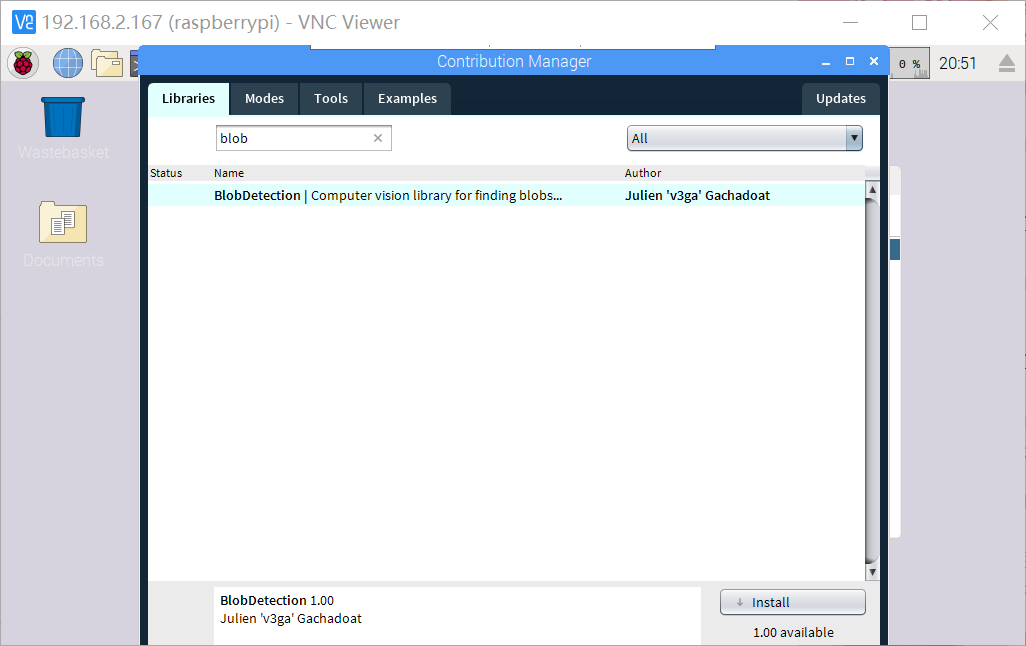 192.168.2.167 (raspberrypi) - VNC Viewer
0 %
20:51
Contribution Manager
Libraries
Modes
Tools
Examples
Updates
Wastebasket
blob
All
Status
Name
Author
BlobDetection | Computer vision library for finding blobs...
Julien 'v3ga' Gachadoat
Documents
BlobDetection 1.00
Julien 'v3ga' Gachadoat
Install
1.00 available